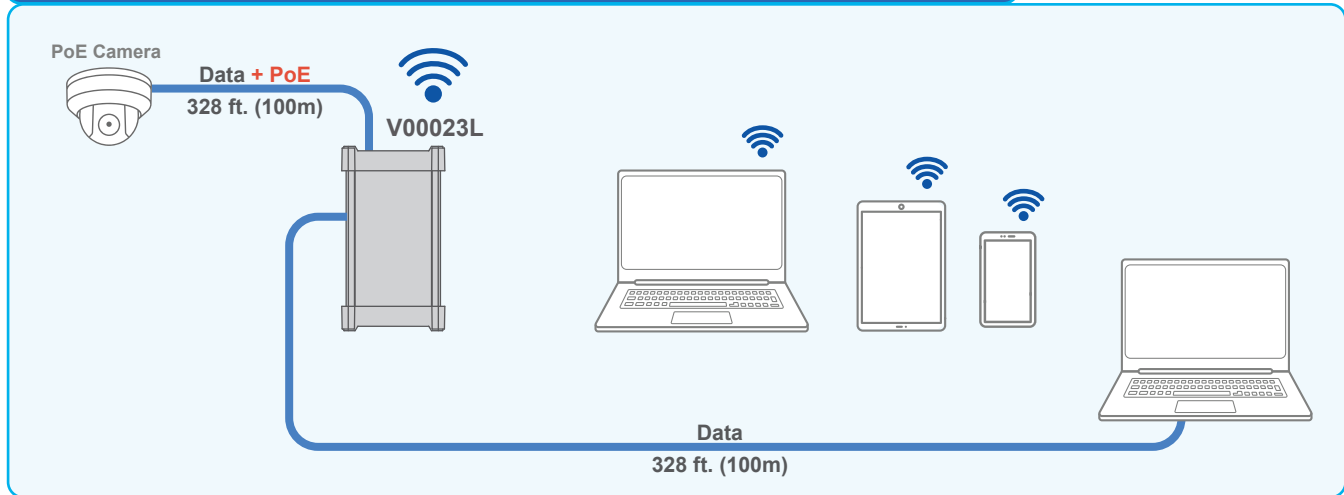 PoE Camera
Data + PoE
328 ft. (100m)
V00023L
Data
328 ft. (100m)